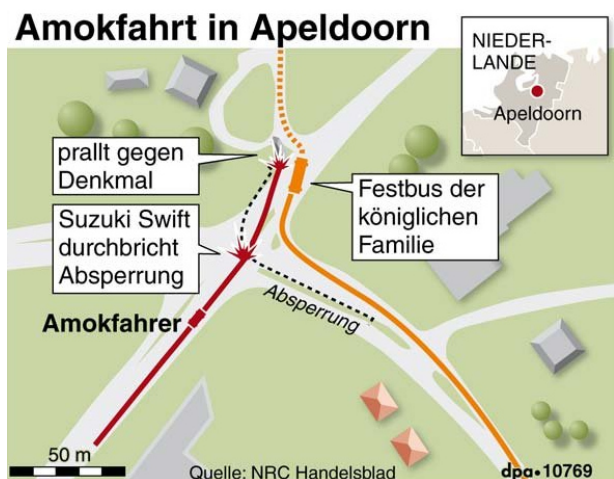 Amokfahrt in Apeldoorn
NIEDER-
LANDE
Apeldoorn
prallt gegen
Denkmal
Festbus der
königlichen
Familie
Suzuki Swift
durchbricht
Absperrung
Absperrung
Amokfahrer
50 m
Quelle: NRC Handelsblad
dpa•10769